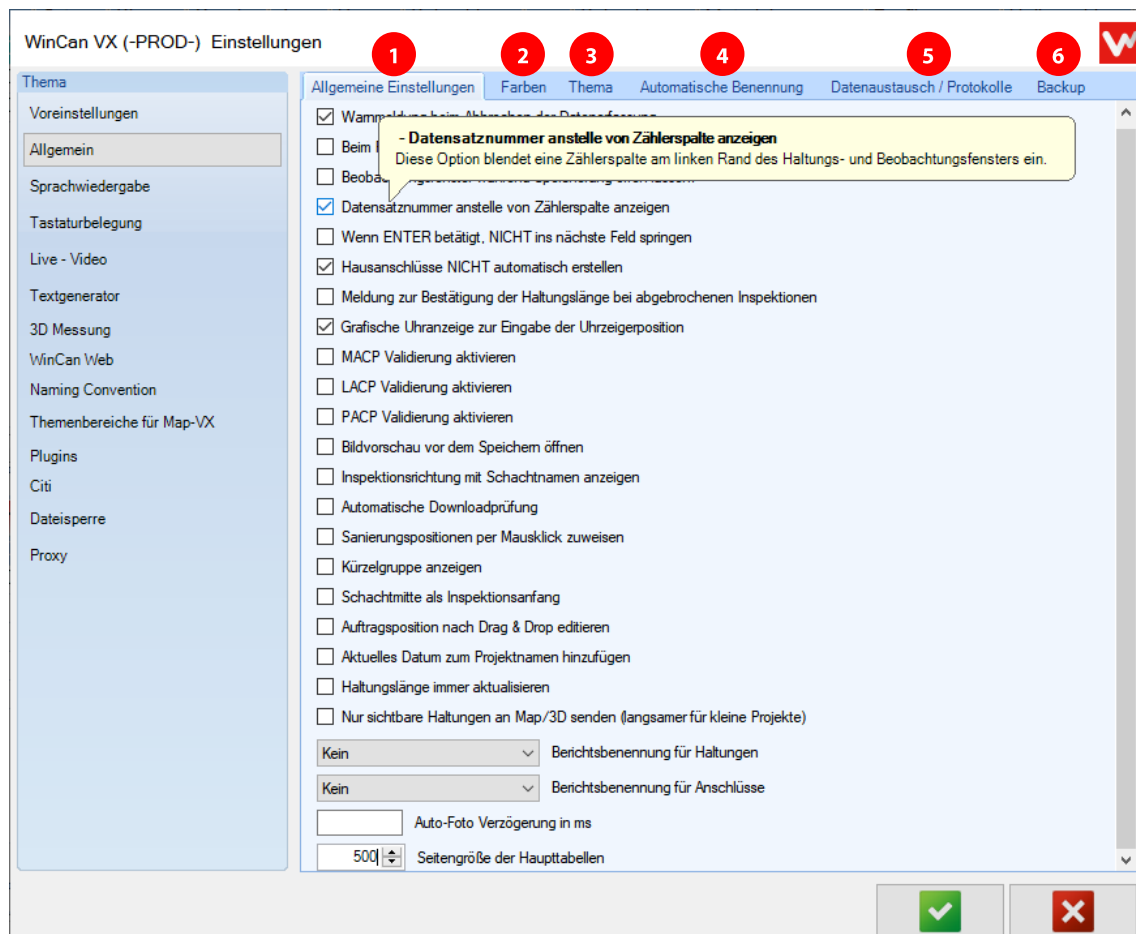 WinCan VX (-PROD-) Einstellungen
1 2 3 4 5 6
Thema
Voreinstellungen
Allgemein
Sprachwiedergabe
Tastaturbelegung
Live - Video
Textgenerator
3D Messung
WinCan Web
Naming Convention
Themenbereiche für Map-VX
Plugins
Citi
Dateisperre
Proxy
Allgemeine Einstellungen Farben Thema Automatische Benennung Datenaustausch / Protokolle Backup
Warnmeldung beim Abbrechen der Datenerfassung
Beim
- Datensatznummer anstelle von Zählerspalte anzeigen
Diese Option blendet eine Zählerspalte am linken Rand des Haltungs- und Beobachtungsfensters ein.
Datensatznummer anstelle von Zählerspalte anzeigen
Wenn ENTER betätigt, NICHT ins nächste Feld springen
Hausanschlüsse NICHT automatisch erstellen
Meldung zur Bestätigung der Haltungslänge bei abgebrochenen Inspektionen
Grafische Uhranzeige zur Eingabe der Uhrzeigerposition
MACP Validierung aktivieren
LACP Validierung aktivieren
PACP Validierung aktivieren
Bildvorschau vor dem Speichern öffnen
Inspektionsrichtung mit Schachtnamen anzeigen
Automatische Downloadprüfung
Sanierungspositionen per Mausklick zuweisen
Kürzelgruppe anzeigen
Schachtmitte als Inspektionsanfang
Auftragsposition nach Drag & Drop editieren
Aktuelles Datum zum Projektnamen hinzufügen
Haltungslänge immer aktualisieren
Nur sichtbare Haltungen an Map/3D senden (langsamer für kleine Projekte)
Kein Berichtsbenennung für Haltungen
Kein Berichtsbenennung für Anschlüsse
Auto-Foto Verzögerung in ms
500 Seitengröße der Haupttabellen